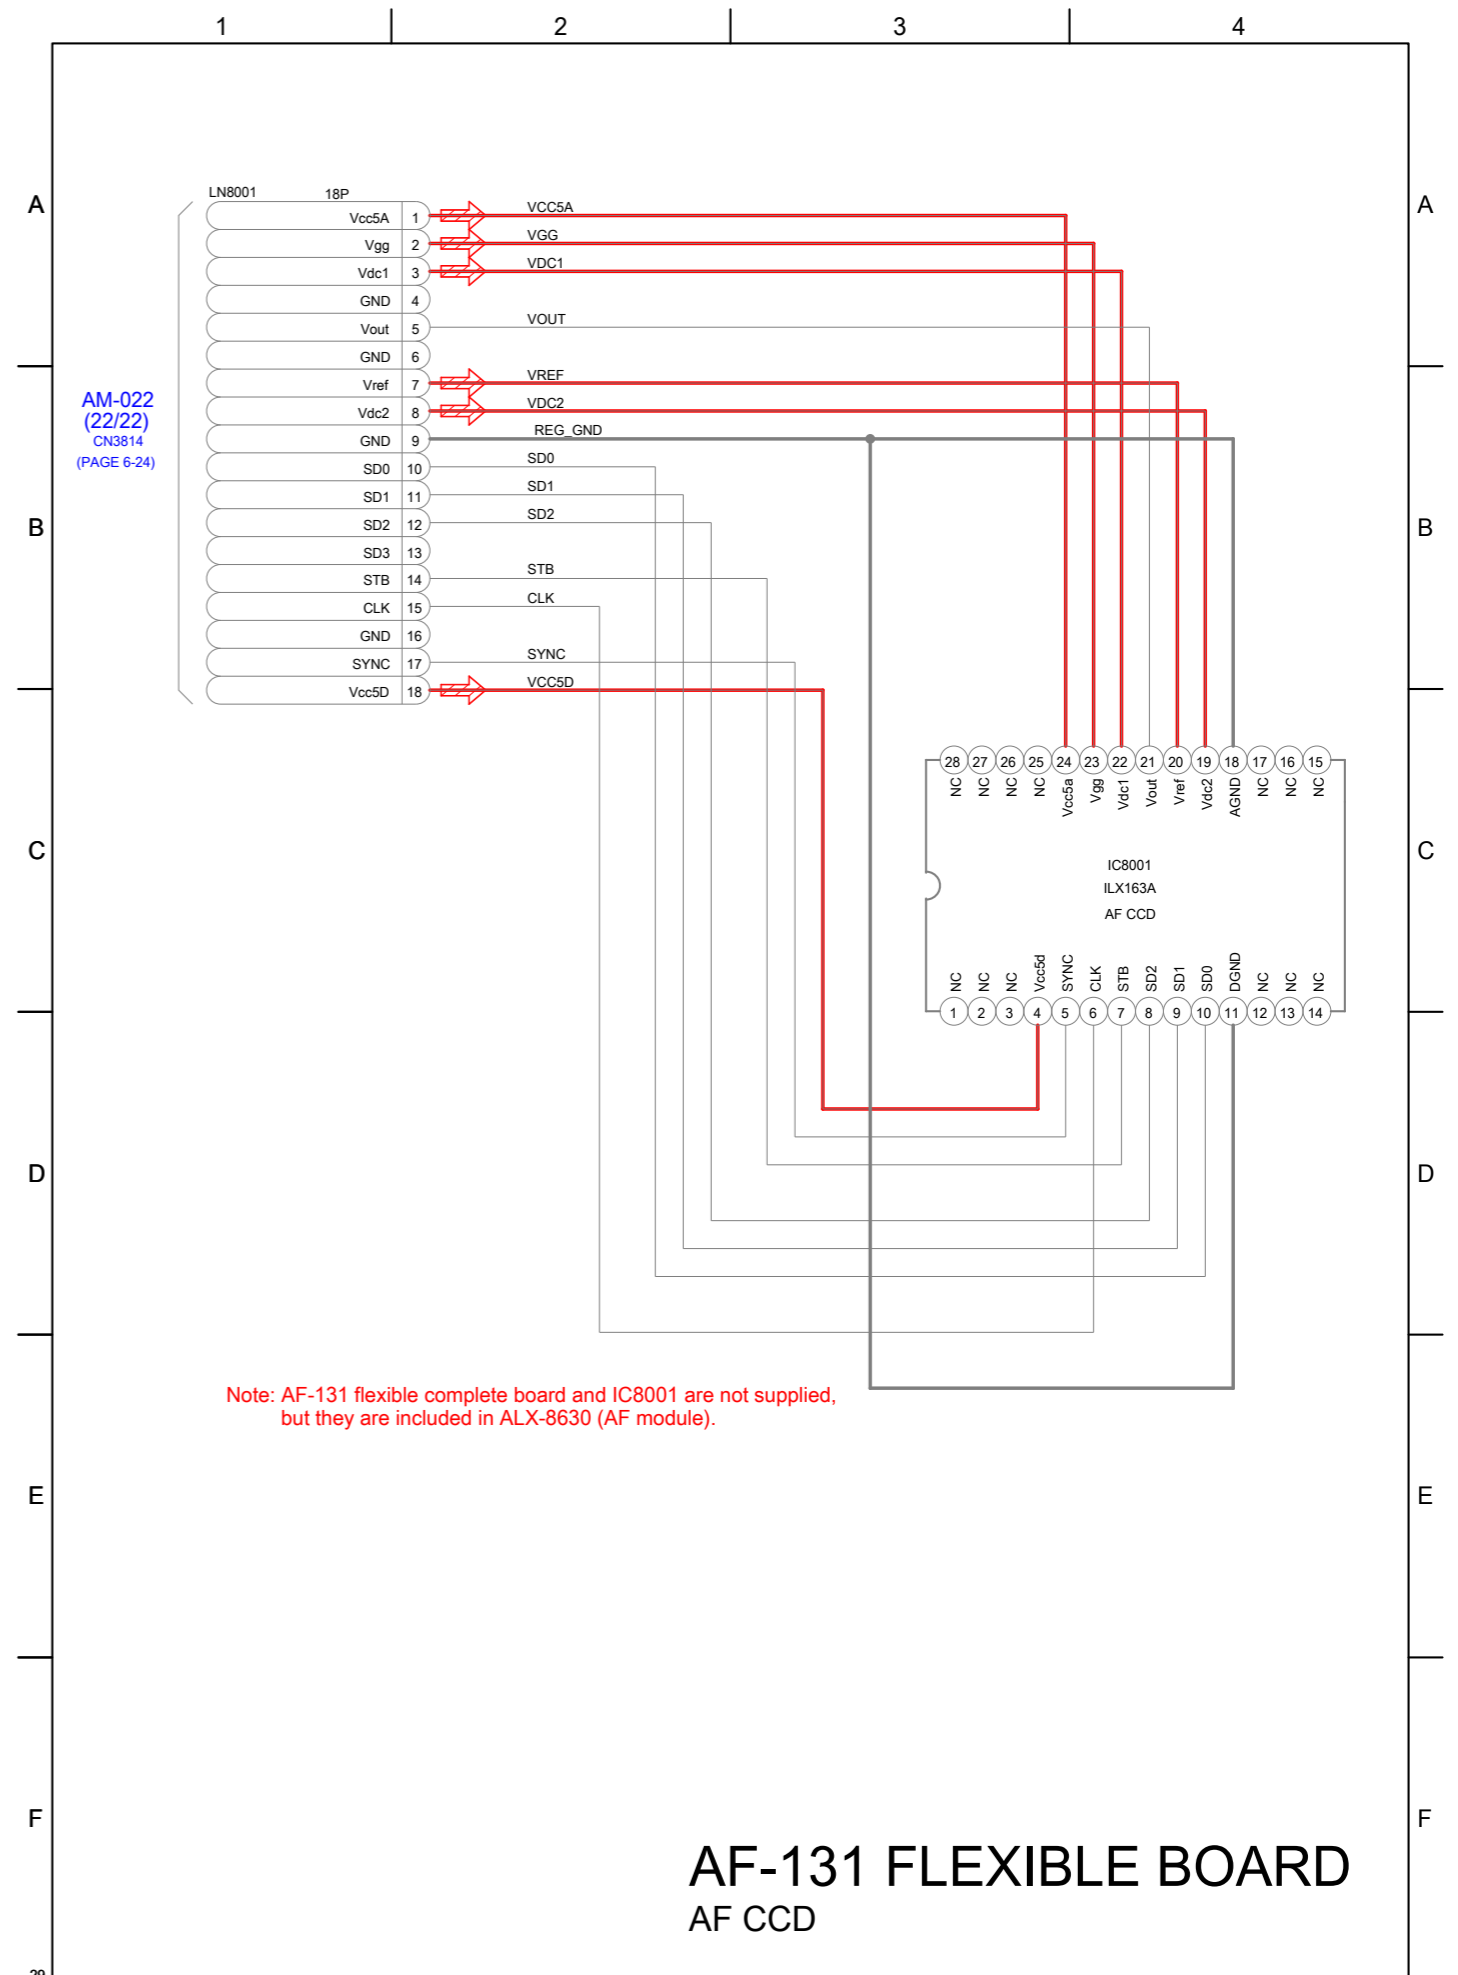 1 2 3 4
A A
LN8001 18P
Vcc5A 1 VCC5A
Vgg 2 VGG
Vdc1 3 VDC1
GND 4
Vout 5 VOUT
GND 6
Vref 7 VREF
Vdc2 8 VDC2
GND 9 REG_GND
SD0 10 SD0
SD1 11 SD1
SD2 12 SD2
SD3 13
STB 14 STB
CLK 15 CLK
GND 16
SYNC 17 SYNC
Vcc5D 18 VCC5D
AM-022
(22/22)
CN3814
(PAGE 6-24)
B B
28 27 26 25 24 23 22 21 20 19 18 17 16 15
NC NC NC NC Vcc5a Vgg Vdc1 Vout Vref Vdc2 AGND NC NC NC
C C
IC8001
ILX163A
AF CCD
NC NC NC Vcc5d SYNC CLK STB SD2 SD1 SD0 DGND NC NC NC
1 2 3 4 5 6 7 8 9 10 11 12 13 14
D D
Note: AF-131 flexible complete board and IC8001 are not supplied,
but they are included in ALX-8630 (AF module).
E E
F F
AF-131 FLEXIBLE BOARD
AF CCD